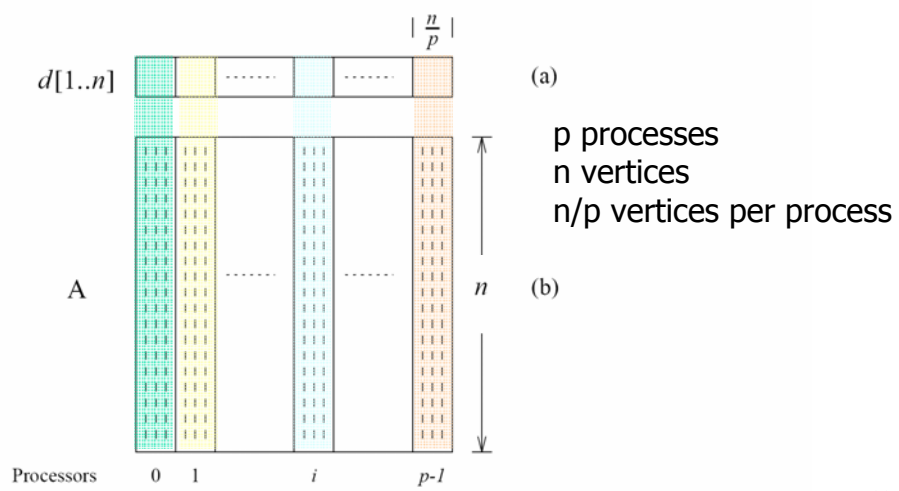 | n/p |
d[1..n]
(a)
p processes
n vertices
n/p vertices per process
A
n
(b)
Processors 0 1 i p-1